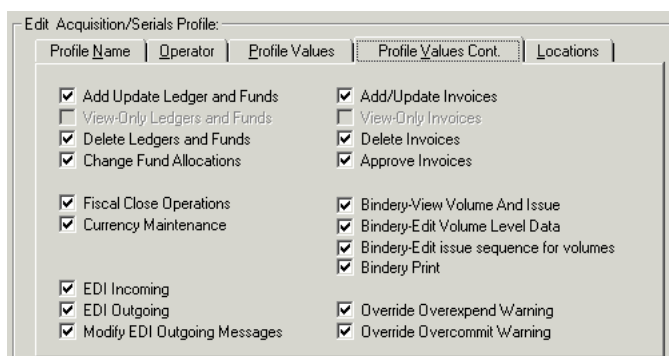 Edit Acquisition/Serials Profile:
Profile Name Operator Profile Values Profile Values Cont. Locations
Add Update Ledger and Funds Add/Update Invoices
View-Only Ledgers and Funds View-Only Invoices
Delete Ledgers and Funds Delete Invoices
Change Fund Allocations Approve Invoices
Fiscal Close Operations Bindery-View Volume And Issue
Currency Maintenance Bindery-Edit Volume Level Data
Bindery-Edit issue sequence for volumes
Bindery Print
EDI Incoming
EDI Outgoing Override Overexpend Warning
Modify EDI Outgoing Messages Override Overcommit Warning